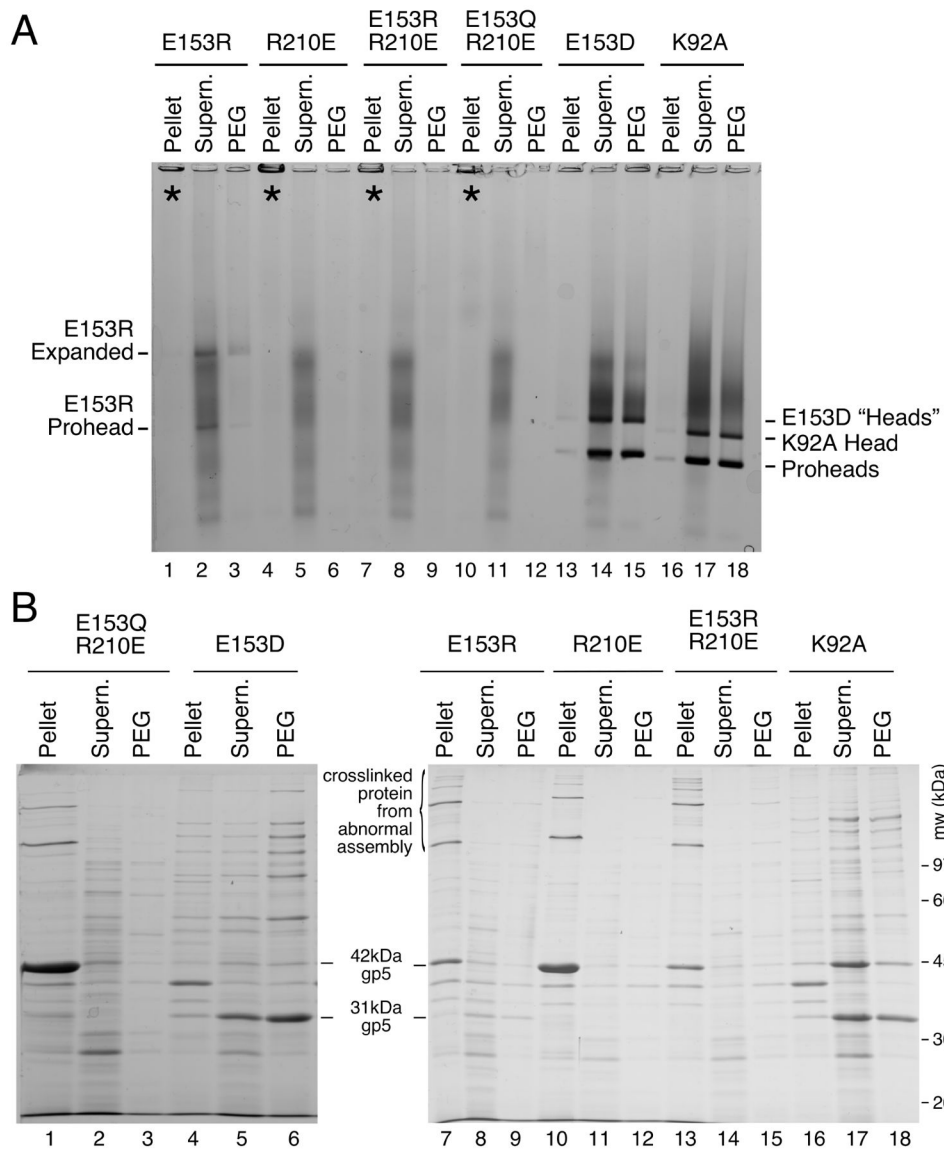 A
E153R R210E E153R R210E E153Q R210E E153D K92A
Pellet Supern. PEG Pellet Supern. PEG Pellet Supern. PEG Pellet Supern. PEG Pellet Supern. PEG Pellet Supern. PEG
* * * *
E153R
Expanded
E153R
Prohead
E153D “Heads”
K92A Head
Proheads
1 2 3 4 5 6 7 8 9 10 11 12 13 14 15 16 17 18
B
E153Q R210E E153D E153R R210E E153R R210E K92A
Pellet Supern. PEG Pellet Supern. PEG Pellet Supern. PEG Pellet Supern. PEG Pellet Supern. PEG Pellet Supern. PEG
crosslinked
protein
from
abnormal
assembly
mw (kDa)
42kDa
gp5
31kDa
gp5
1 2 3 4 5 6 7 8 9 10 11 12 13 14 15 16 17 18